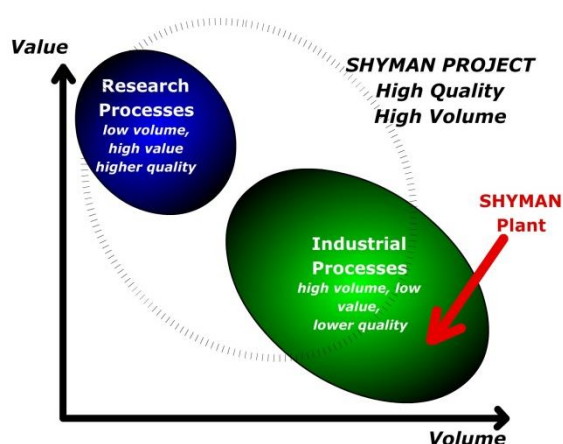 Value
SHYMAN PROJECT
High Quality
High Volume
Research
Processes
low volume,
high value
higher quality
SHYMAN
Plant
Industrial
Processes
high volume, low
value,
lower quality
Volume